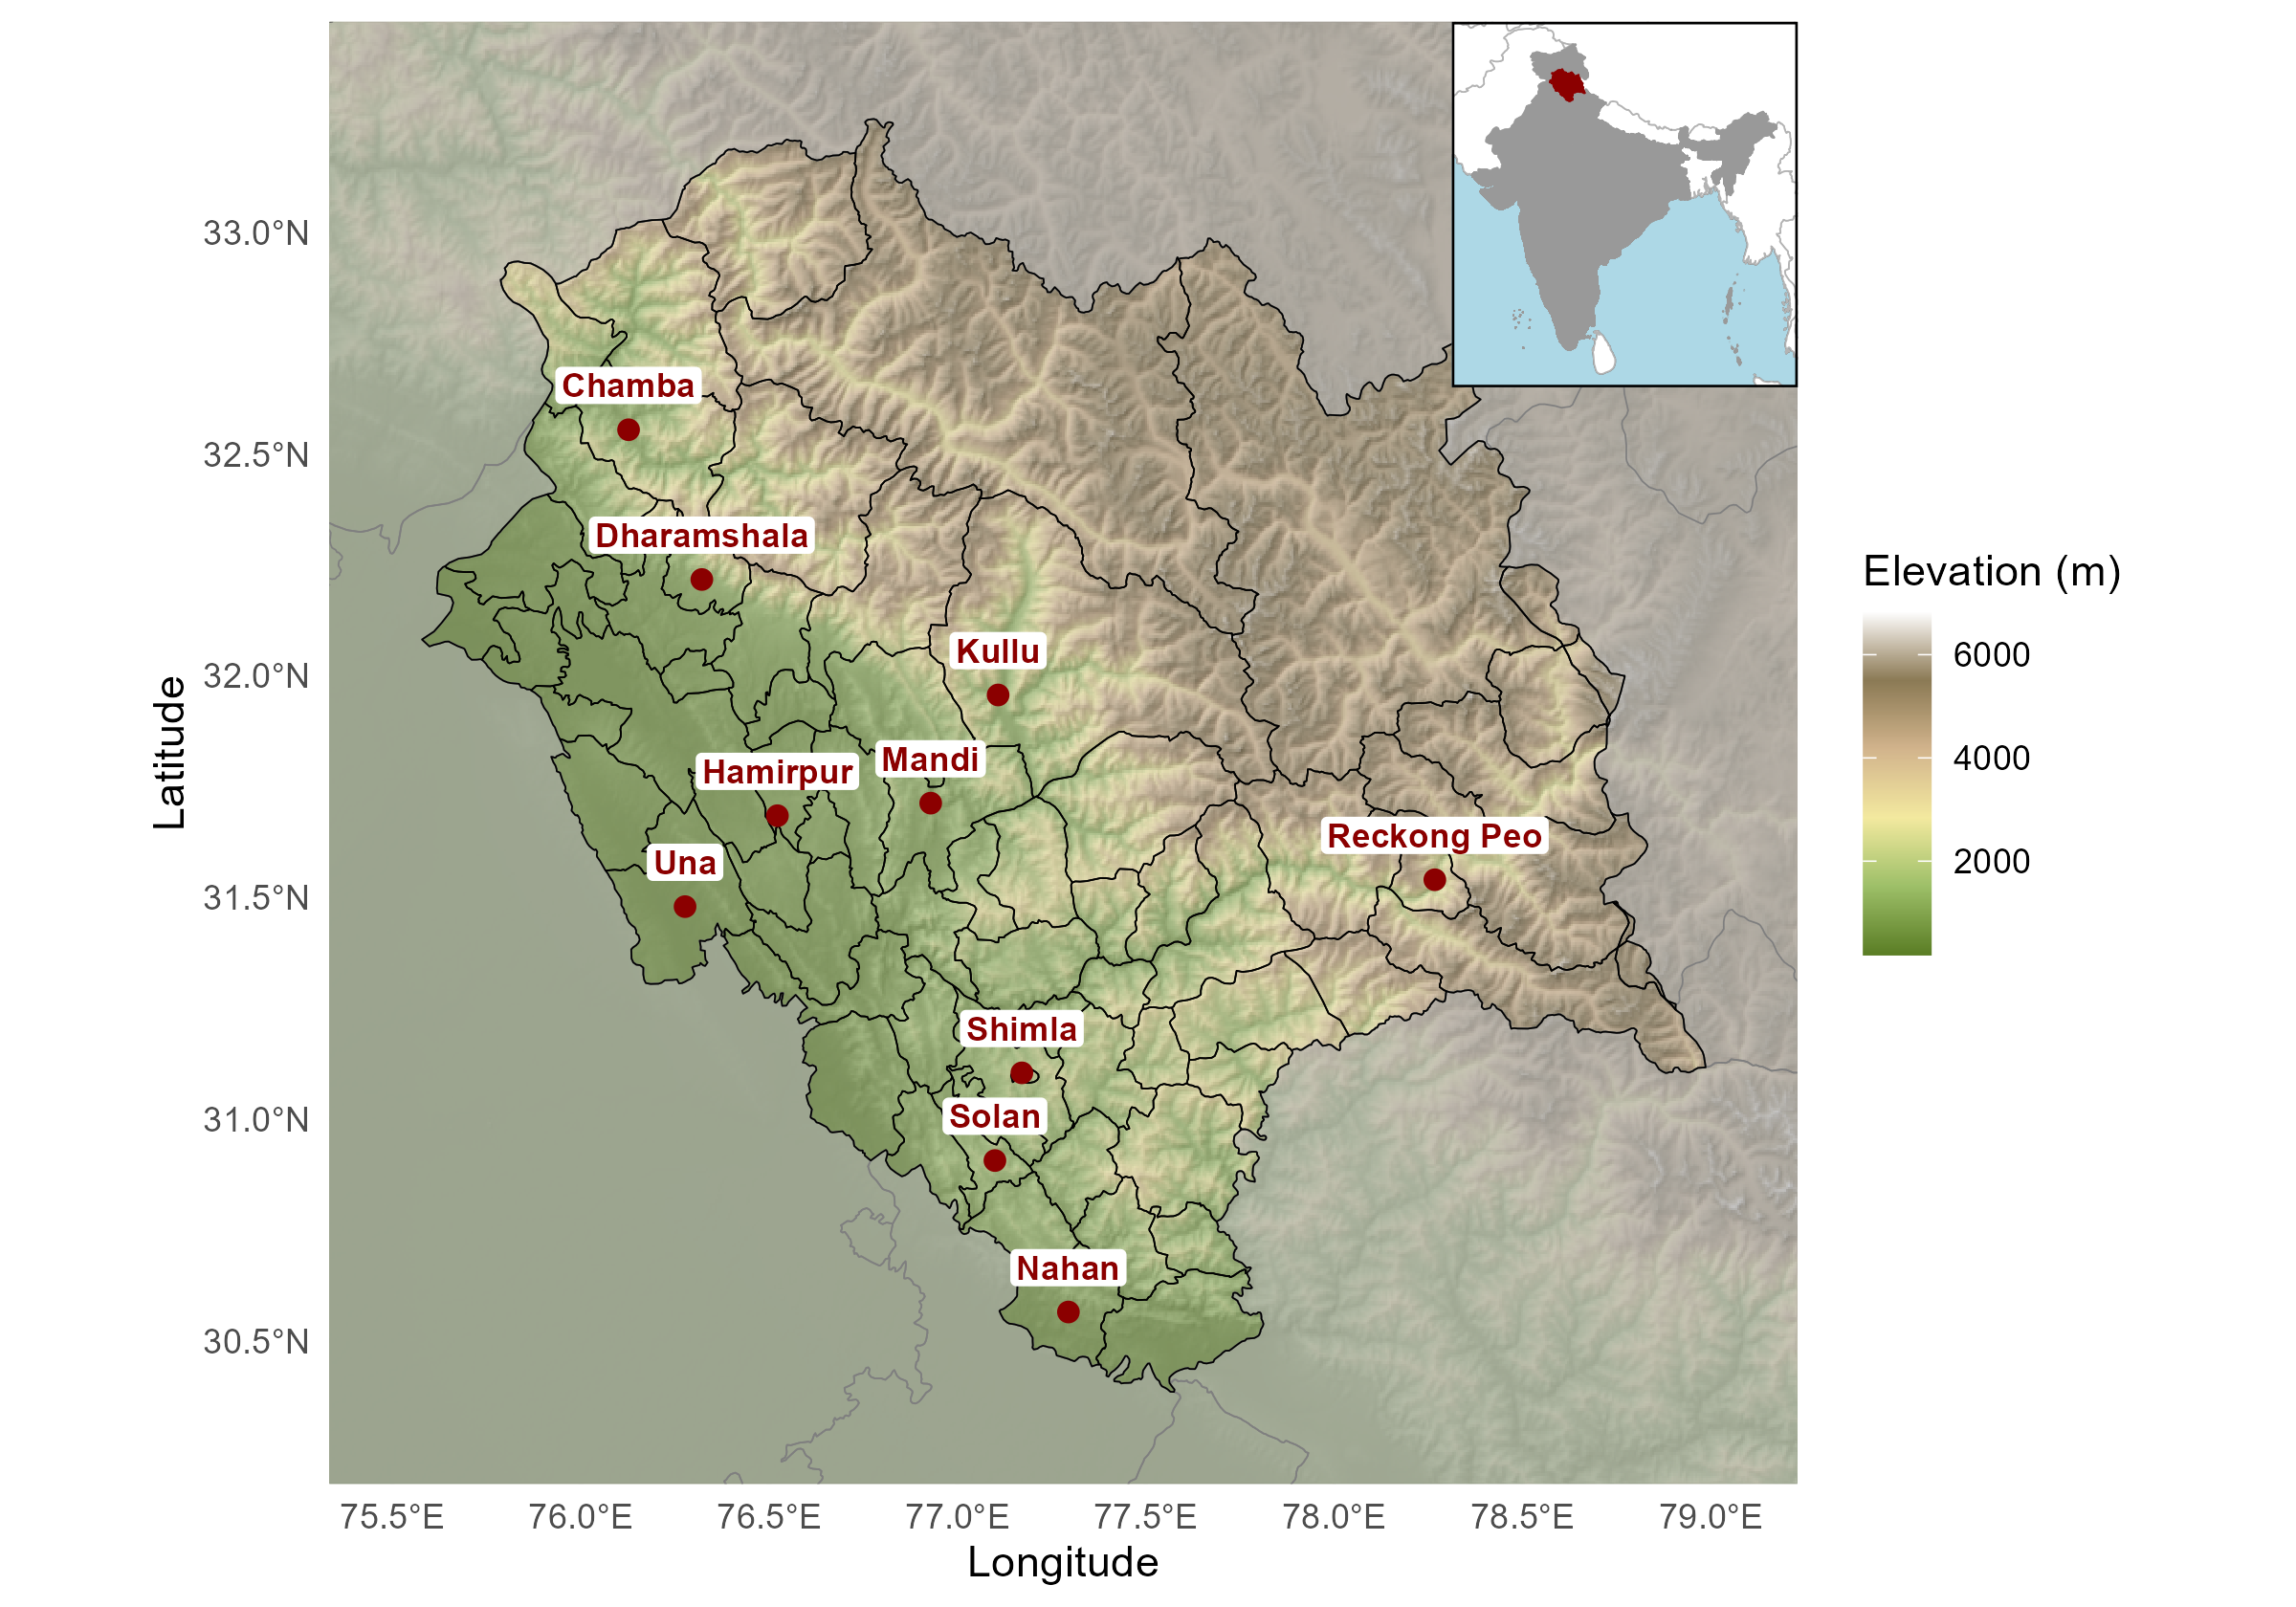 33.0°N
32.5°N
32.0°N
31.5°N
31.0°N
30.5°N
Latitude
Chamba
Dharamshala
Kullu
Mandi
Hamirpur
Reckong Peo
Una
Shimla
Solan
Nahan
75.5°E 76.0°E 76.5°E 77.0°E 77.5°E 78.0°E 78.5°E 79.0°E
Longitude
Elevation (m)
6000
4000
2000